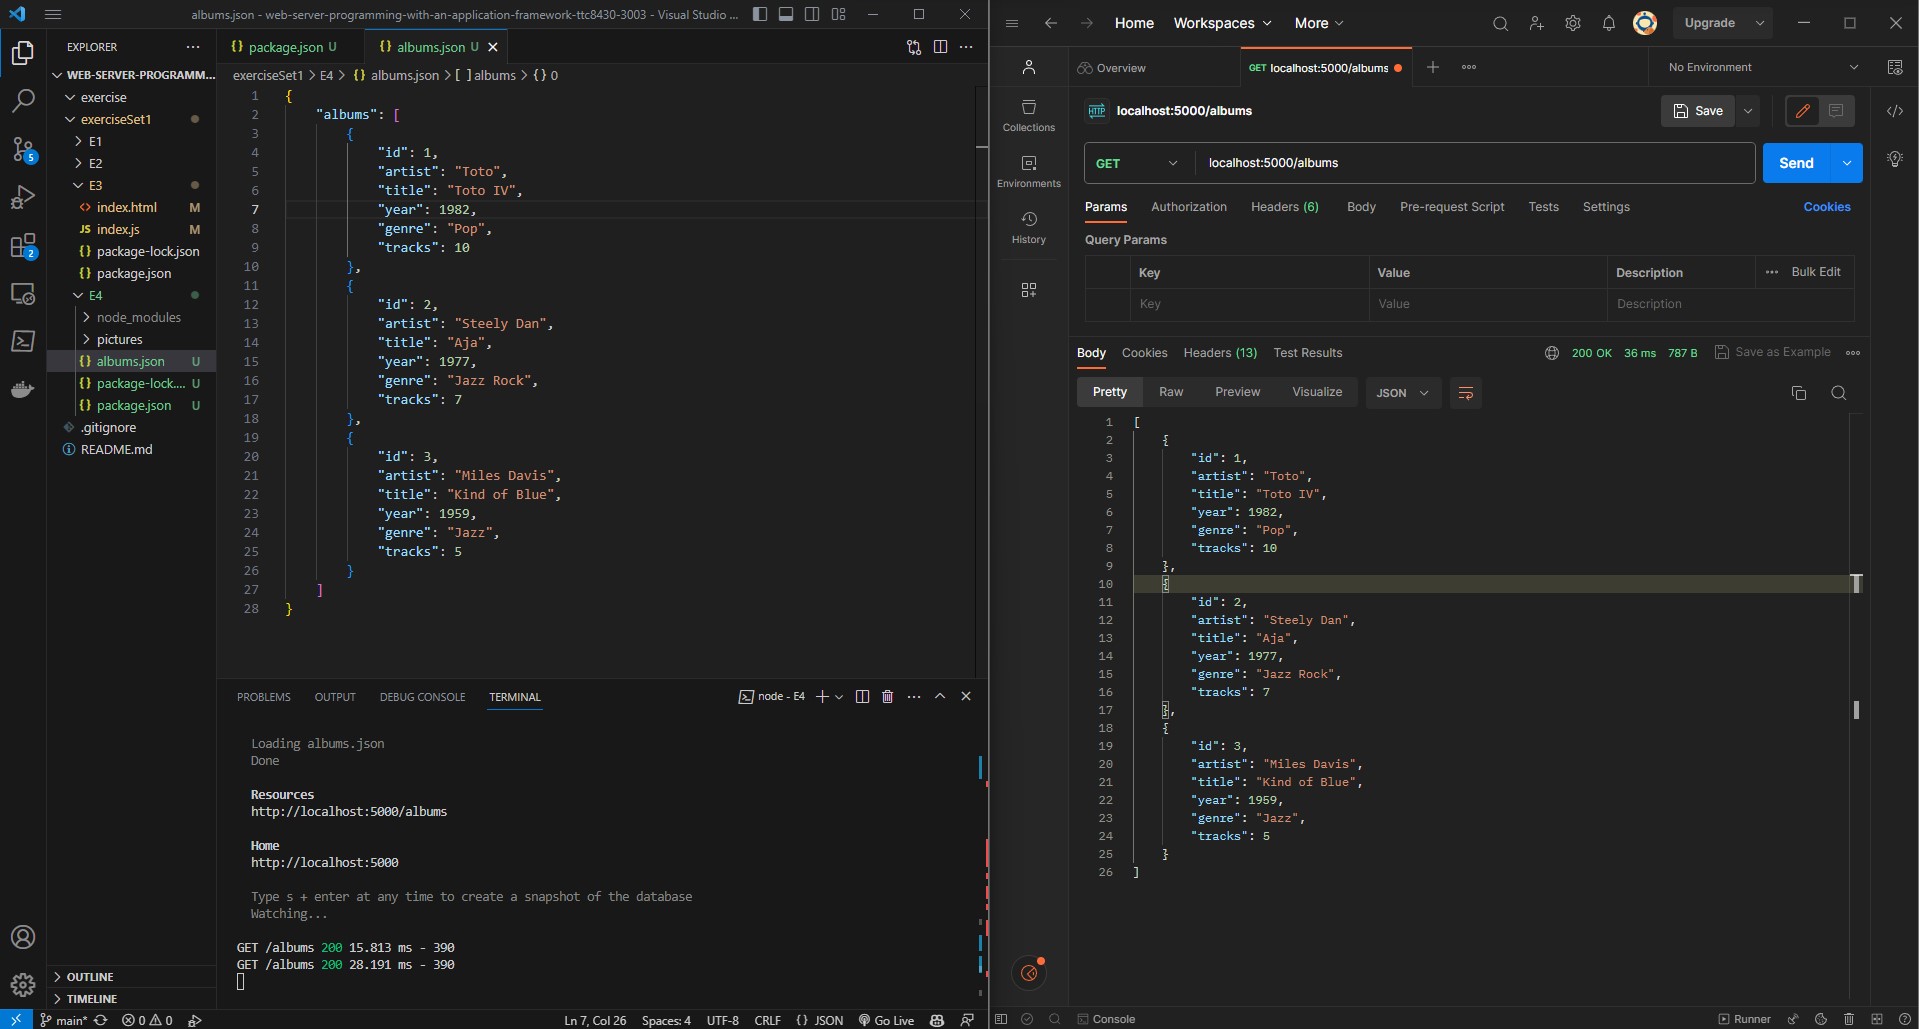 albums.json - web-server-programming-with-an-application-framework-ttc8430-3003 - Visual Studio ...
EXPLORER
WEB-SERVER-PROGRAMM...
exercise
exerciseSet1
E1
E2
E3
index.html M
JS index.js M
{} package-lock.json
{} package.json
E4
node_modules
pictures
{} albums.json U
{} package-lock.... U
{} package.json U
.gitignore
README.md
OUTLINE
TIMELINE
5
2
{} package.json U
{} albums.json U
exerciseSet1 > E4 > {} albums.json > [ ] albums > {} 0
1 {
2 "albums": [
3 {
4 "id": 1,
5 "artist": "Toto",
6 "title": "Toto IV",
7 "year": 1982,
8 "genre": "Pop",
9 "tracks": 10
10 },
11 {
12 "id": 2,
13 "artist": "Steely Dan",
14 "title": "Aja",
15 "year": 1977,
16 "genre": "Jazz Rock",
17 "tracks": 7
18 },
19 {
20 "id": 3,
21 "artist": "Miles Davis",
22 "title": "Kind of Blue",
23 "year": 1959,
24 "genre": "Jazz",
25 "tracks": 5
26 }
27 ]
28 }
PROBLEMS OUTPUT DEBUG CONSOLE TERMINAL
node - E4
Loading albums.json
Done
Resources
http://localhost:5000/albums
Home
http://localhost:5000
Type s + enter at any time to create a snapshot of the database
Watching...
GET /albums 200 15.813 ms - 390
GET /albums 200 28.191 ms - 390
main* 0 0 Ln 7, Col 26 Spaces: 4 UTF-8 CRLF {} JSON Go Live
Home Workspaces More Upgrade
Overview
GET localhost:5000/albums
No Environment
Collections
Environments
History
HTTP localhost:5000/albums
Save
GET localhost:5000/albums
Send
Params Authorization Headers (6) Body Pre-request Script Tests Settings Cookies
Query Params
Key Value Description Bulk Edit
Key Value Description
Body Cookies Headers (13) Test Results 200 OK 36 ms 787 B Save as Example
Pretty Raw Preview Visualize JSON
1 [
2 {
3 "id": 1,
4 "artist": "Toto",
5 "title": "Toto IV",
6 "year": 1982,
7 "genre": "Pop",
8 "tracks": 10
9 },
10 {
11 "id": 2,
12 "artist": "Steely Dan",
13 "title": "Aja",
14 "year": 1977,
15 "genre": "Jazz Rock",
16 "tracks": 7
17 },
18 {
19 "id": 3,
20 "artist": "Miles Davis",
21 "title": "Kind of Blue",
22 "year": 1959,
23 "genre": "Jazz",
24 "tracks": 5
25 }
26 ]
Console Runner